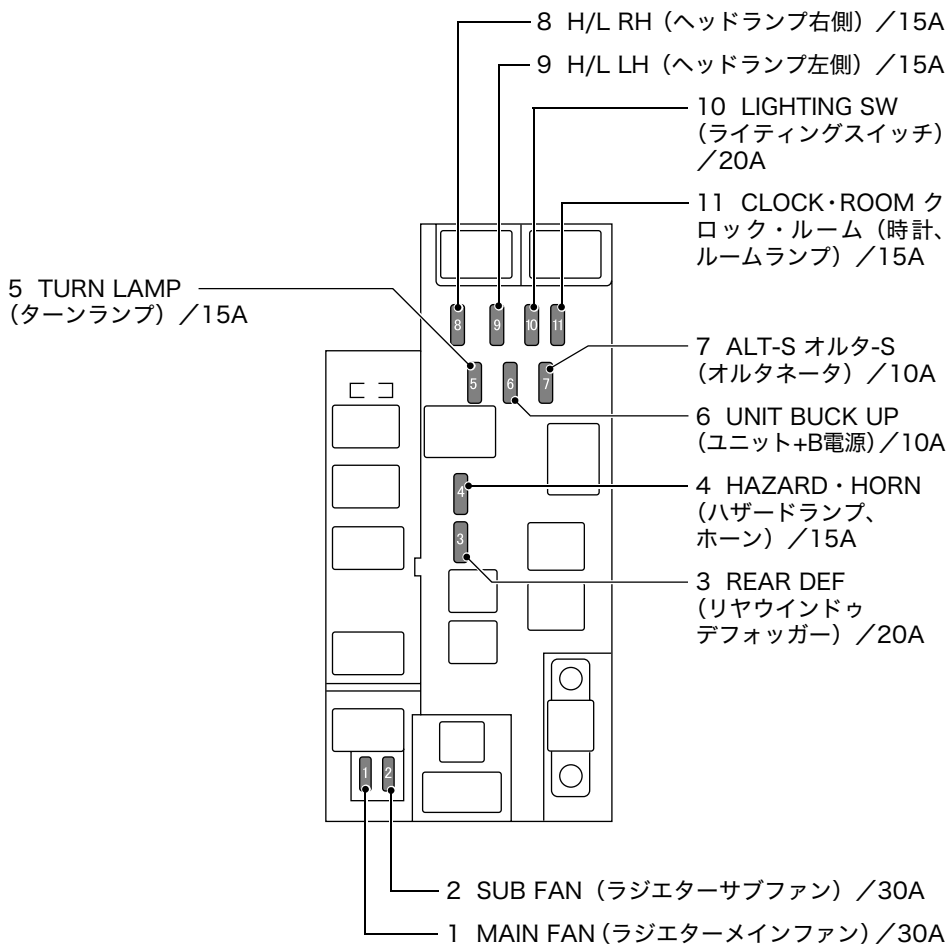 8 H/L RH（ヘッドランプ右側）／15A
9 H/L LH（ヘッドランプ左側）／15A
10 LIGHTING SW
（ライティングスイッチ）
／20A
11 CLOCK･ROOM ク
ロック・ルーム（時計、
ルームランプ）／15A
5 TURN LAMP
（ターンランプ）／15A
8
9
10
11
7 ALT-S オルタ-S
（オルタネータ）／10A
5
6
7
6 UNIT BUCK UP
（ユニット+B電源）／10A
4 HAZARD・HORN
（ハザードランプ、
ホーン）／15A
4
3
3 REAR DEF
（リヤウインドゥ
デフォッガー）／20A
1
2
2 SUB FAN（ラジエターサブファン）／30A
1 MAIN FAN（ラジエターメインファン）／30A